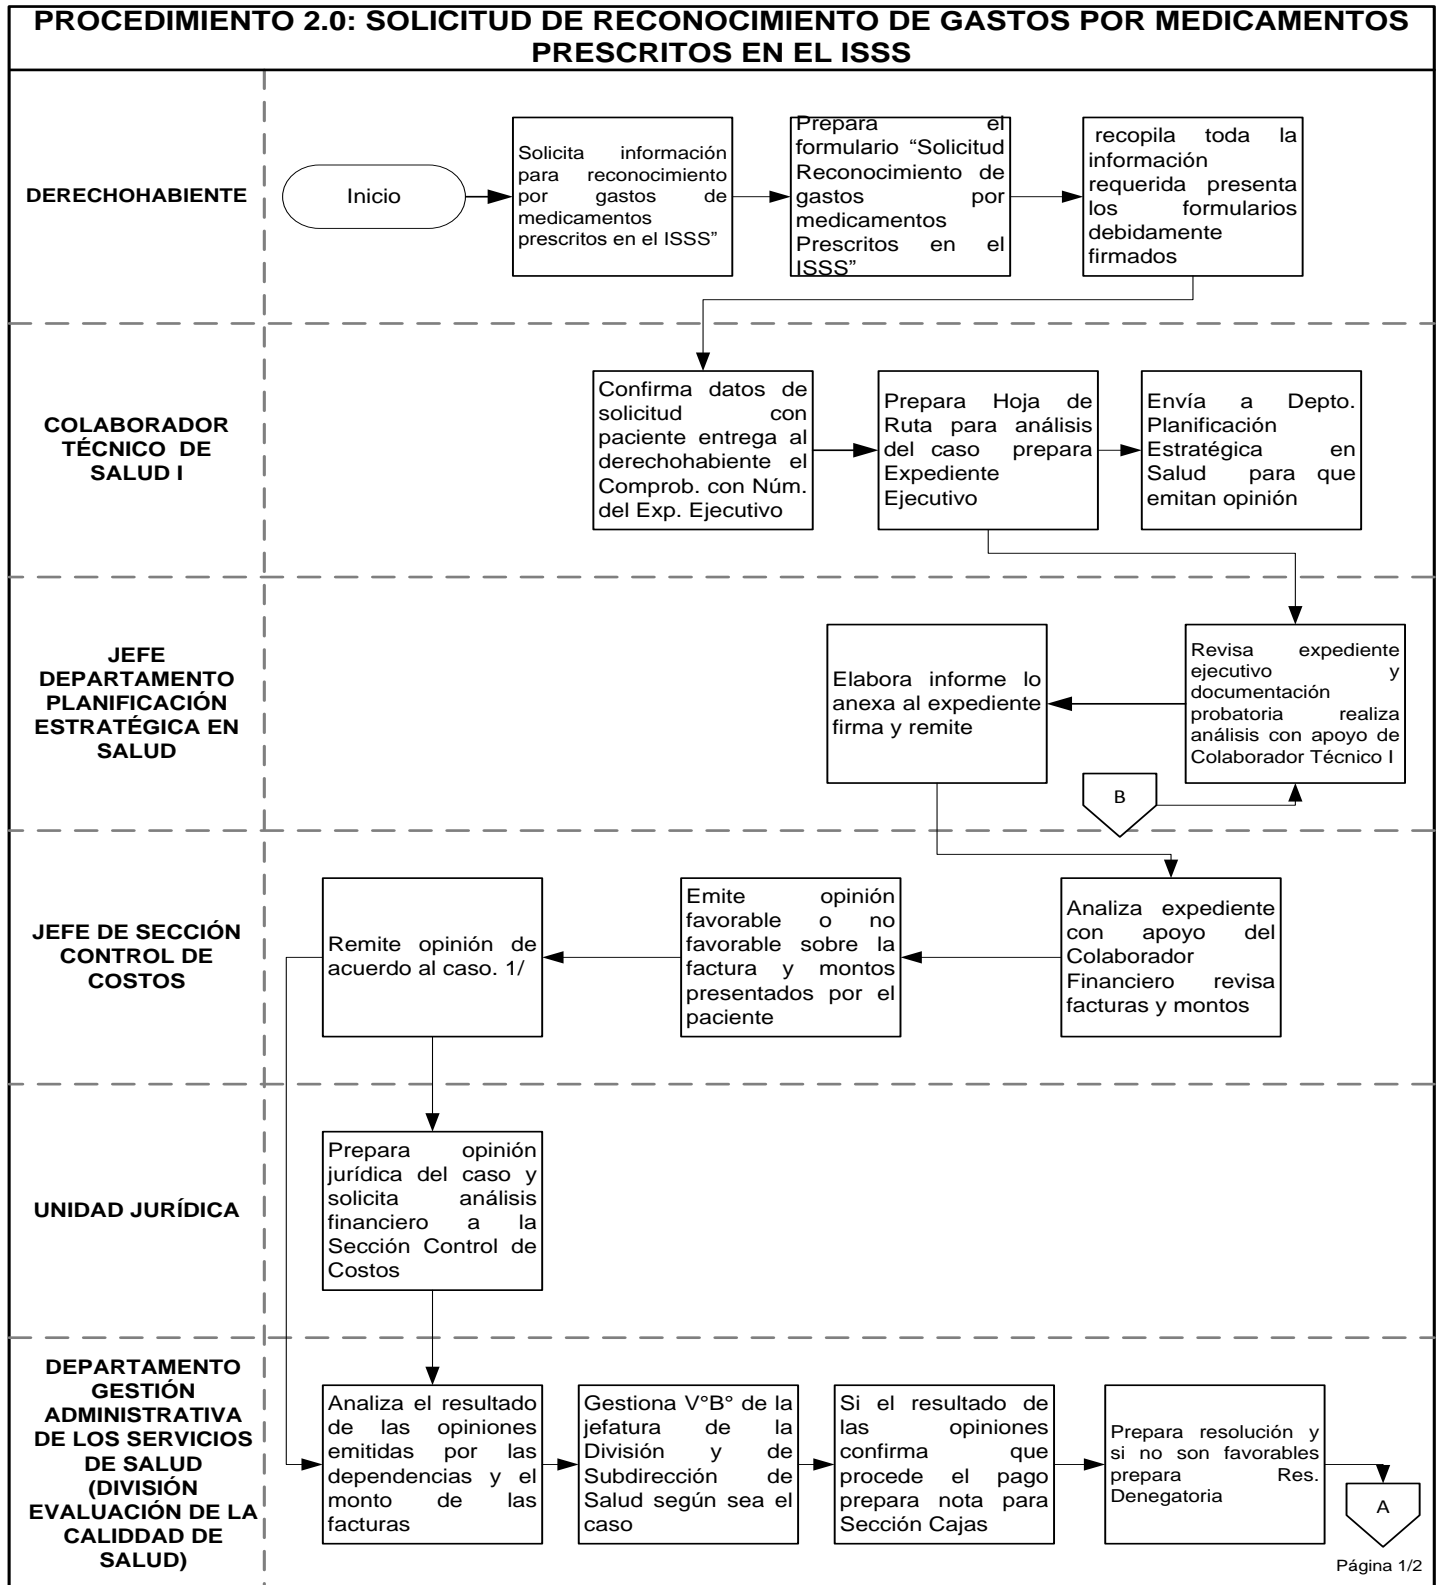 PROCEDIMIENTO 2.0: SOLICITUD DE RECONOCIMIENTO DE GASTOS POR MEDICAMENTOS
PRESCRITOS EN EL ISSS
DERECHOHABIENTE
Inicio
Solicita información
para reconocimiento
por gastos de
medicamentos
prescritos en el ISSS”
Prepara el
formulario “Solicitud
Reconocimiento de
gastos por
medicamentos
Prescritos en el
ISSS”
recopila toda la
información
requerida presenta
los formularios
debidamente
firmados
COLABORADOR
TÉCNICO DE
SALUD I
Confirma datos de
solicitud con
paciente entrega al
derechohabiente el
Comprob. con Núm.
del Exp. Ejecutivo
Prepara Hoja de
Ruta para análisis
del caso prepara
Expediente
Ejecutivo
Envía a Depto.
Planificación
Estratégica en
Salud para que
emitan opinión
JEFE
DEPARTAMENTO
PLANIFICACIÓN
ESTRATÉGICA EN
SALUD
Elabora informe lo
anexa al expediente
firma y remite
Revisa expediente
ejecutivo y
documentación
probatoria realiza
análisis con apoyo de
Colaborador Técnico I
B
JEFE DE SECCIÓN
CONTROL DE
COSTOS
Remite opinión de
acuerdo al caso. 1/
Emite opinión
favorable o no
favorable sobre la
factura y montos
presentados por el
paciente
Analiza expediente
con apoyo del
Colaborador
Financiero revisa
facturas y montos
UNIDAD JURÍDICA
Prepara opinión
jurídica del caso y
solicita análisis
financiero a la
Sección Control de
Costos
DEPARTAMENTO
GESTIÓN
ADMINISTRATIVA
DE LOS SERVICIOS
DE SALUD
(DIVISIÓN
EVALUACIÓN DE LA
CALIDDAD DE
SALUD)
Analiza el resultado
de las opiniones
emitidas por las
dependencias y el
monto de las
facturas
Gestiona V°B° de la
jefatura de la
División y de
Subdirección de
Salud según sea el
caso
Si el resultado de
las opiniones
confirma que
procede el pago
prepara nota para
Sección Cajas
Prepara resolución y
si no son favorables
prepara Res.
Denegatoria
A
Página 1/2